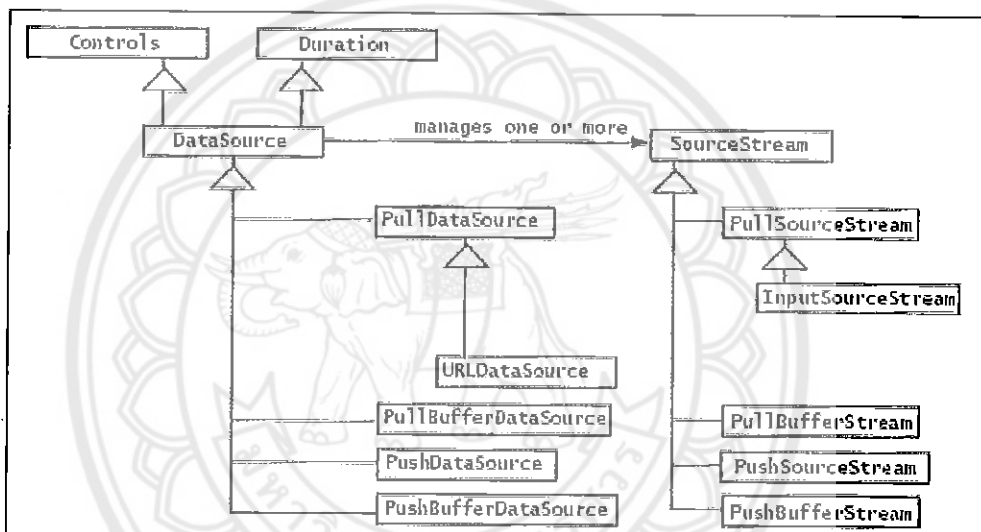 Controls
Duration
DataSource
manages one or more
SourceStream
PullDataSource
PullSourceStream
InputSourceStream
URLDataSource
PullBufferDataSource
PullBufferStream
PushDataSource
PushSourceStream
PushBufferDataSource
PushBufferStream